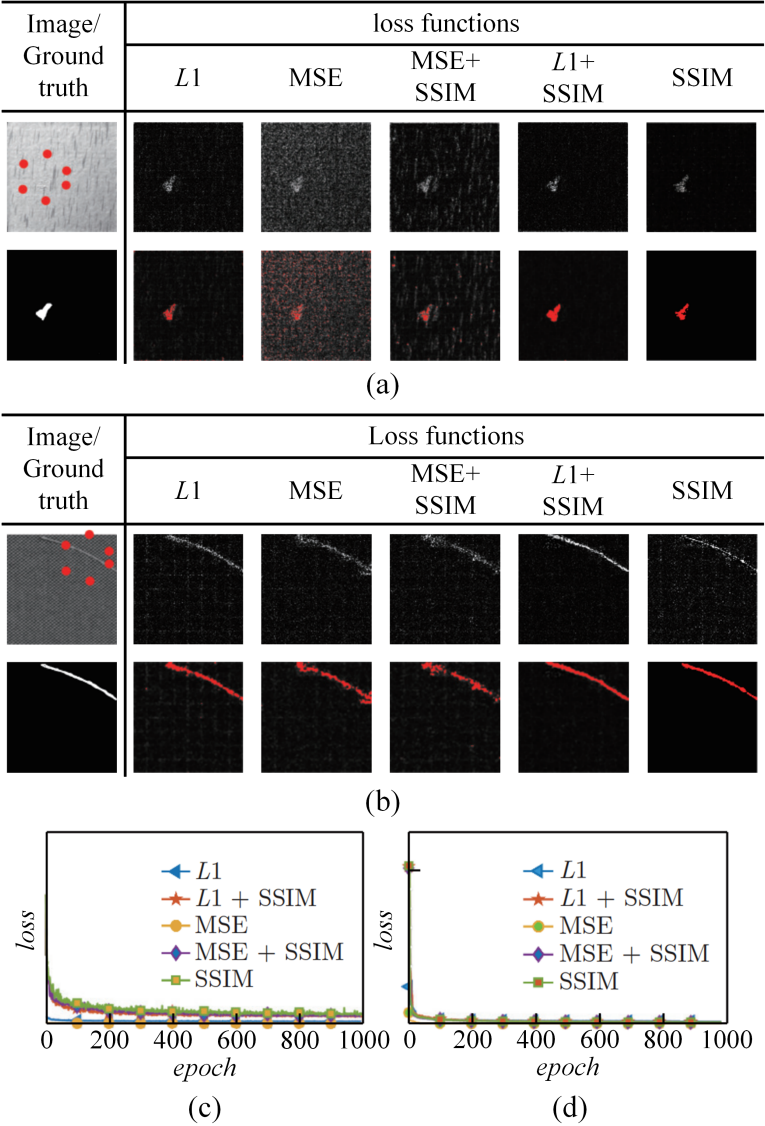 Image/
Ground
truth
loss functions
L1
MSE
MSE+
SSIM
L1+
SSIM
SSIM
(a)
Image/
Ground
truth
Loss functions
L1
MSE
MSE+
SSIM
L1+
SSIM
SSIM
(b)
loss
L1
L1 + SSIM
MSE
MSE + SSIM
SSIM
0 200 400 600 800 1000
epoch
(c)
loss
L1
L1 + SSIM
MSE
MSE + SSIM
SSIM
0 200 400 600 800 1000
epoch
(d)